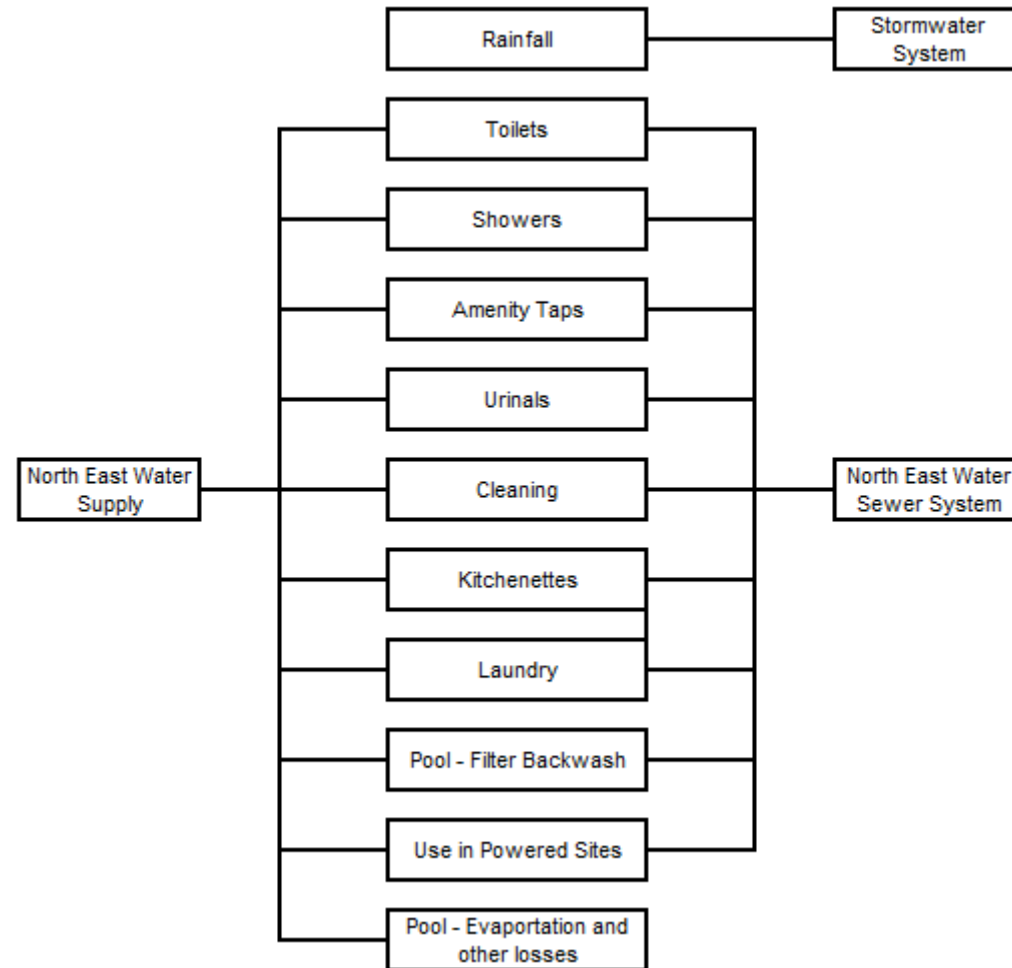 Rainfall
Stormwater
System
Toilets
Showers
Amenity Taps
Urinals
North East Water
Supply
Cleaning
North East Water
Sewer System
Kitchenettes
Laundry
Pool - Filter Backwash
Use in Powered Sites
Pool - Evaportation and
other losses